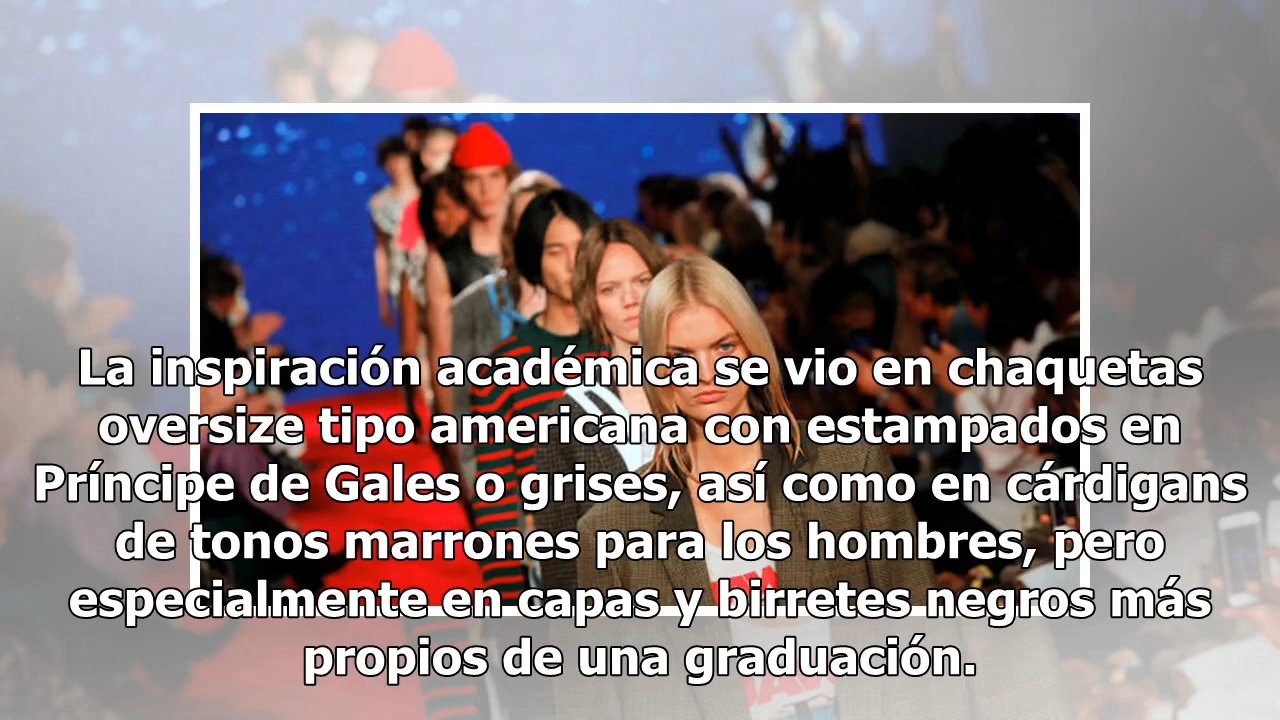 La inspiración académica se vio en chaquetas
oversize tipo americana con estampados en
Príncipe de Gales o grises, así como en cárdigans
de tonos marrones para los hombres, pero
especialmente en capas y birretes negros más
propios de una graduación.